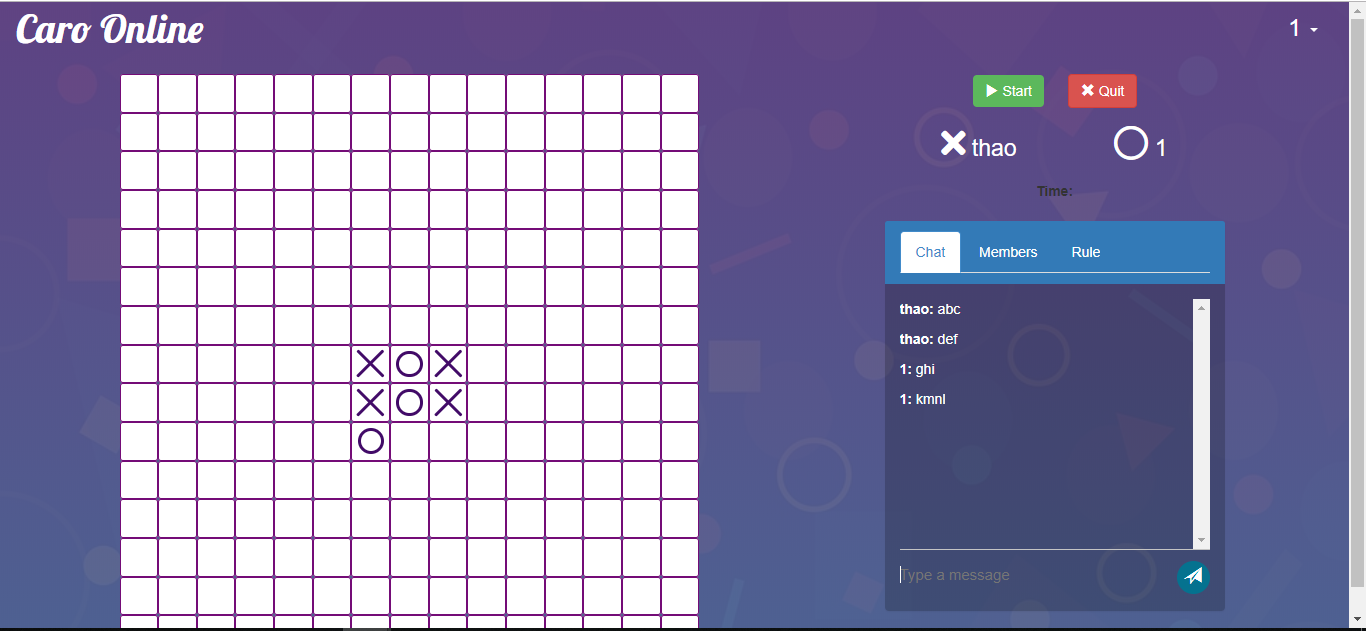 Caro Online
1
Start
Quit
thao
1
Time:
Chat Members Rule
thao: abc
thao: def
1: ghi
1: kmnl
Type a message